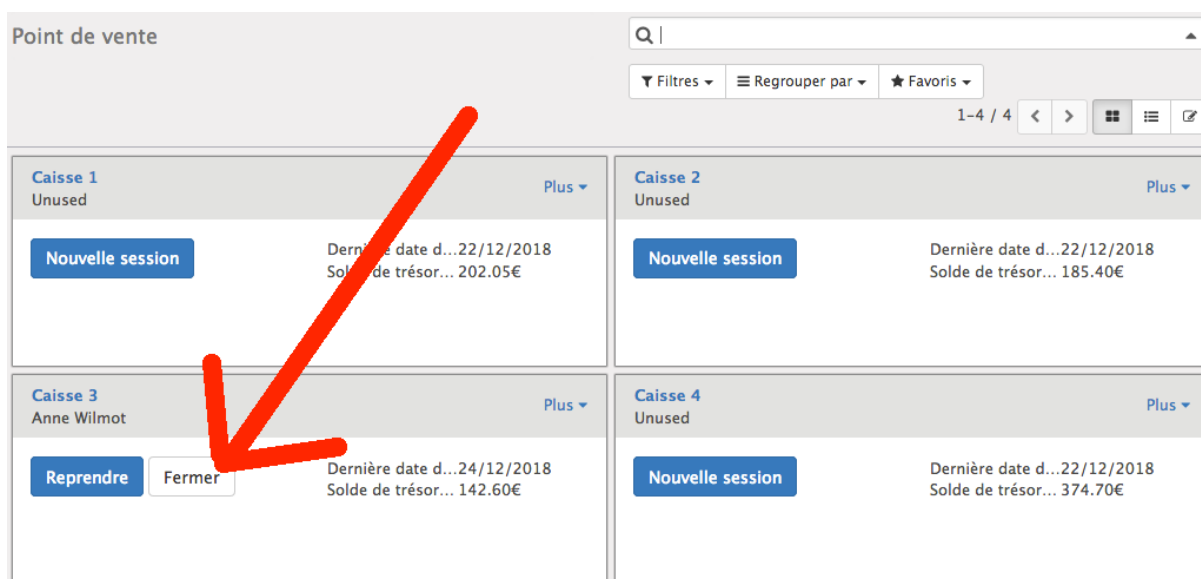 Point de vente
Filtres Regrouper par Favoris
1-4 / 4
Caisse 1
Unused
Plus
Nouvelle session
Dernière date d...22/12/2018
Solde de trésor... 202.05€
Caisse 2
Unused
Plus
Nouvelle session
Dernière date d...22/12/2018
Solde de trésor... 185.40€
Caisse 3
Anne Wilmot
Plus
Reprendre Fermer
Dernière date d...24/12/2018
Solde de trésor... 142.60€
Caisse 4
Unused
Plus
Nouvelle session
Dernière date d...22/12/2018
Solde de trésor... 374.70€